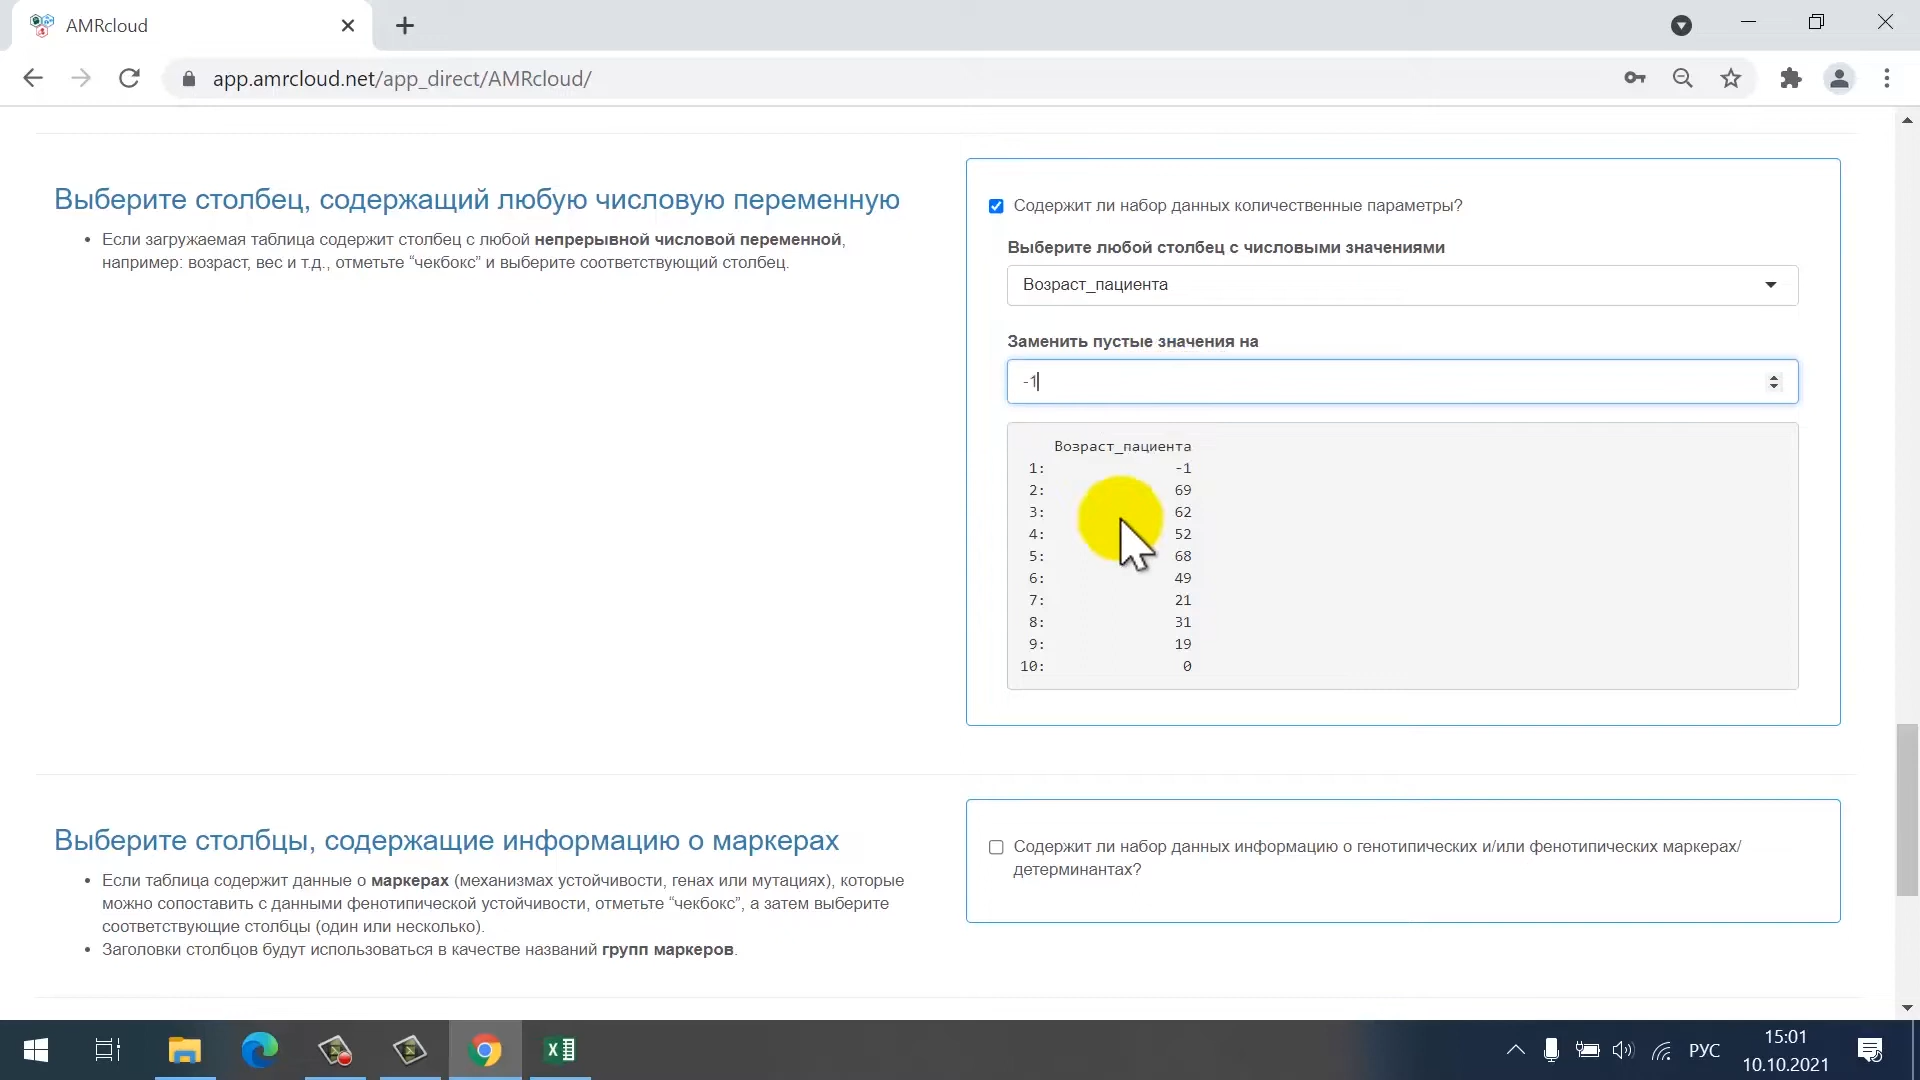 AMRcloud
app.amrcloud.net/app_direct/AMRcloud/
Выберите столбец, содержащий любую числовую переменную
• Если загружаемая таблица содержит столбец с любой непрерывной числовой переменной,
например: возраст, вес и т.д., отметьте “чекбокс” и выберите соответствующий столбец.
Содержит ли набор данных количественные параметры?
Выберите любой столбец с числовыми значениями
Возраст_пациента
Заменить пустые значения на
-1
Возраст_пациента
1: -1
2: 69
3: 62
4: 52
5: 68
6: 49
7: 21
8: 31
9: 19
10: 0
Выберите столбцы, содержащие информацию о маркерах
• Если таблица содержит данные о маркерах (механизмах устойчивости, генах или мутациях), которые
можно сопоставить с данными фенотипической устойчивости, отметьте “чекбокс”, а затем выберите
соответствующие столбцы (один или несколько).
• Заголовки столбцов будут использоваться в качестве названий групп маркеров.
Содержит ли набор данных информацию о генотипических и/или фенотипических маркерах/
детерминантах?
РУС
15:01
10.10.2021